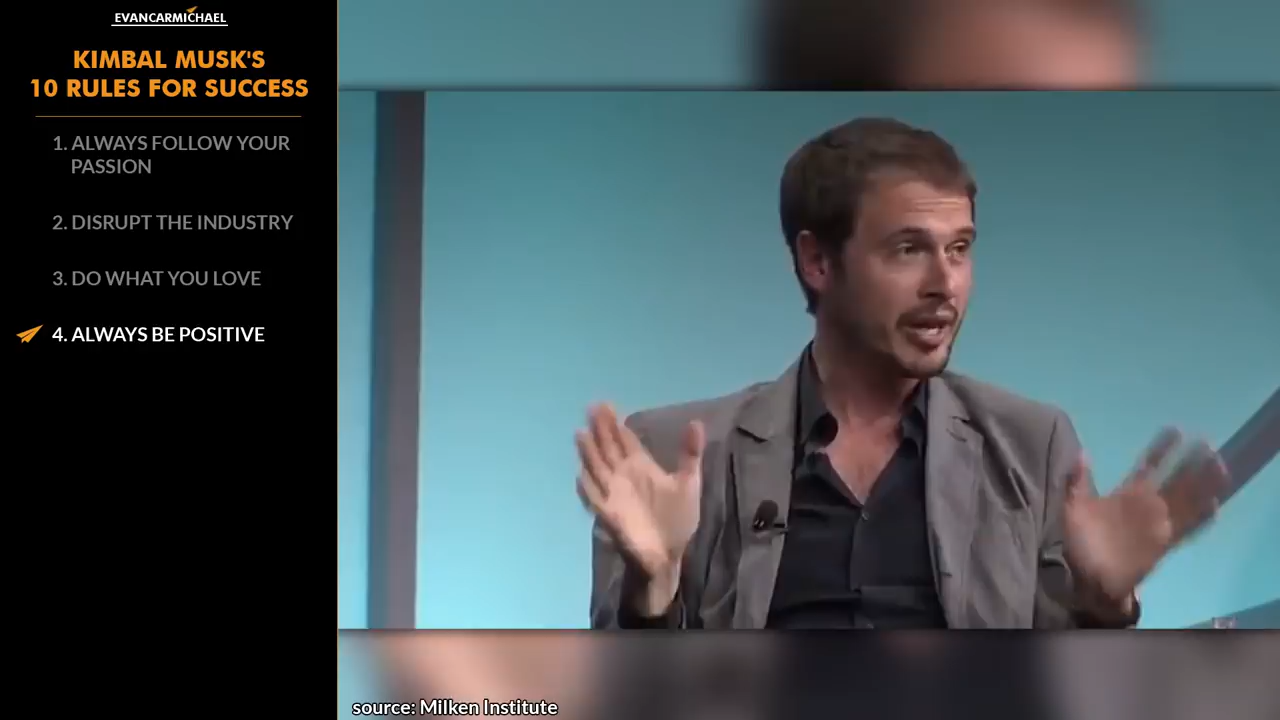 EVANCARMICHAEL
KIMBAL MUSK'S
10 RULES FOR SUCCESS
1. ALWAYS FOLLOW YOUR
PASSION
2. DISRUPT THE INDUSTRY
3. DO WHAT YOU LOVE
4. ALWAYS BE POSITIVE
source: Milken Institute